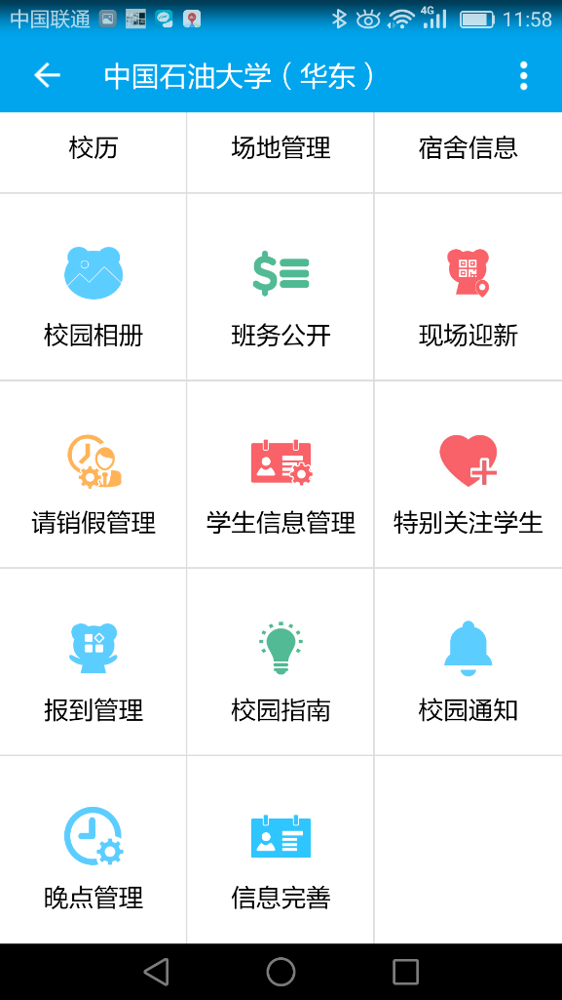 中国联通 4G 11:58
中国石油大学（华东）
校历 场地管理 宿舍信息
校园相册 班务公开 现场迎新
请销假管理 学生信息管理 特别关注学生
报到管理 校园指南 校园通知
晚点管理 信息完善